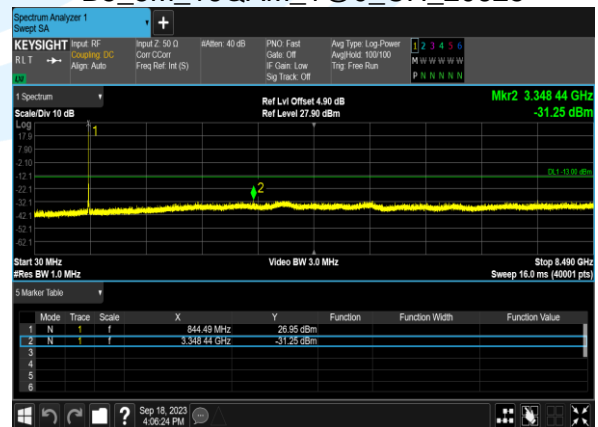 Spectrum Analyzer 1
Swept SA
+
KEYSIGHT Input: RF Input Z: 50 Ω #Atten: 40 dB PNO: Fast Avg Type: Log-Power 1 2 3 4 5 6
R L T Coupling: DC Corr CCorr Gate: Off Avg|Hold: 100/100 M W W W W W
Align: Auto Freq Ref: Int (S) IF Gain: Low Trig: Free Run
Sig Track: Off P N N N N N
LV
1 Spectrum Ref Lvl Offset 4.90 dB Mkr2 3.348 44 GHz
Scale/Div 10 dB Ref Level 27.90 dBm -31.25 dBm
Log
17.9 1
7.90
-2.10
-12.1 DL1 -13.00 dBm
-22.1 2
-32.1
-42.1
-52.1
-62.1
Start 30 MHz Video BW 3.0 MHz Stop 8.490 GHz
#Res BW 1.0 MHz Sweep 16.0 ms (40001 pts)
5 Marker Table
Mode Trace Scale X Y Function Function Width Function Value
1 N 1 f 844.49 MHz 26.95 dBm
2 N 1 f 3.348 44 GHz -31.25 dBm
3
4
5
6
? Sep 18, 2023
4:06:24 PM